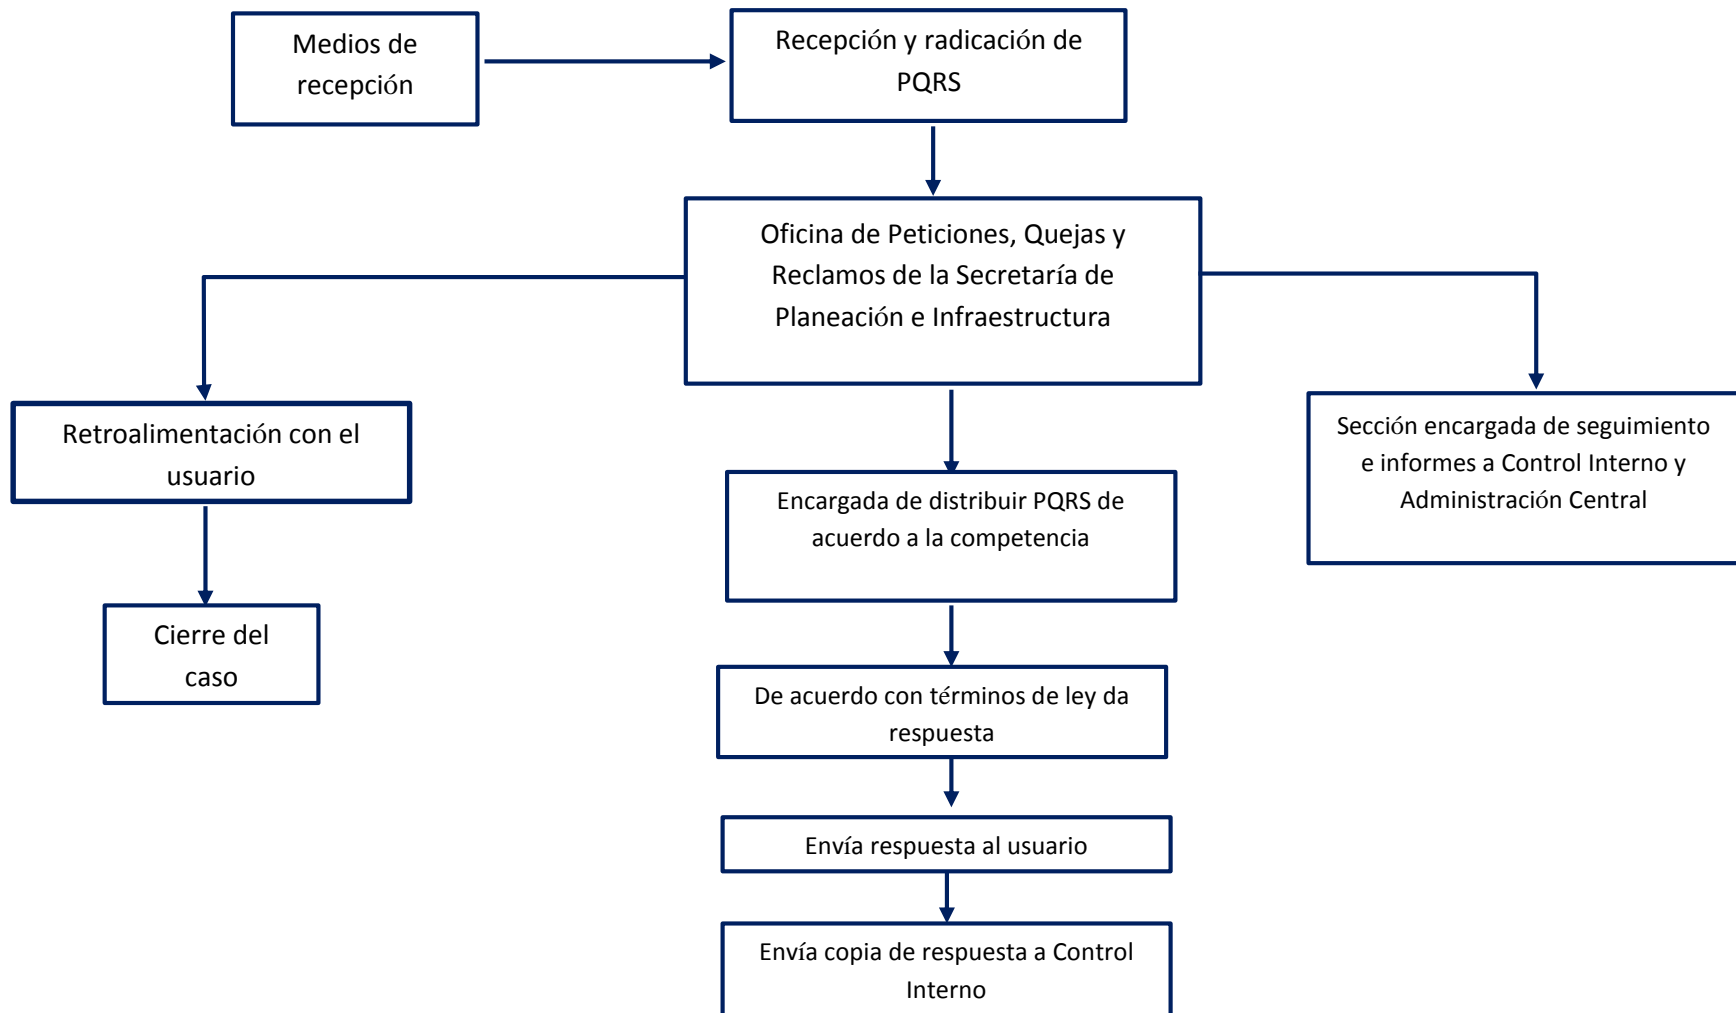 Medios de
recepción
Recepción y radicación de
PQRS
Oficina de Peticiones, Quejas y
Reclamos de la Secretaría de
Planeación e Infraestructura
Retroalimentación con el
usuario
Cierre del
caso
Encargada de distribuir PQRS de
acuerdo a la competencia
De acuerdo con términos de ley da
respuesta
Envía respuesta al usuario
Envía copia de respuesta a Control
Interno
Sección encargada de seguimiento
e informes a Control Interno y
Administración Central